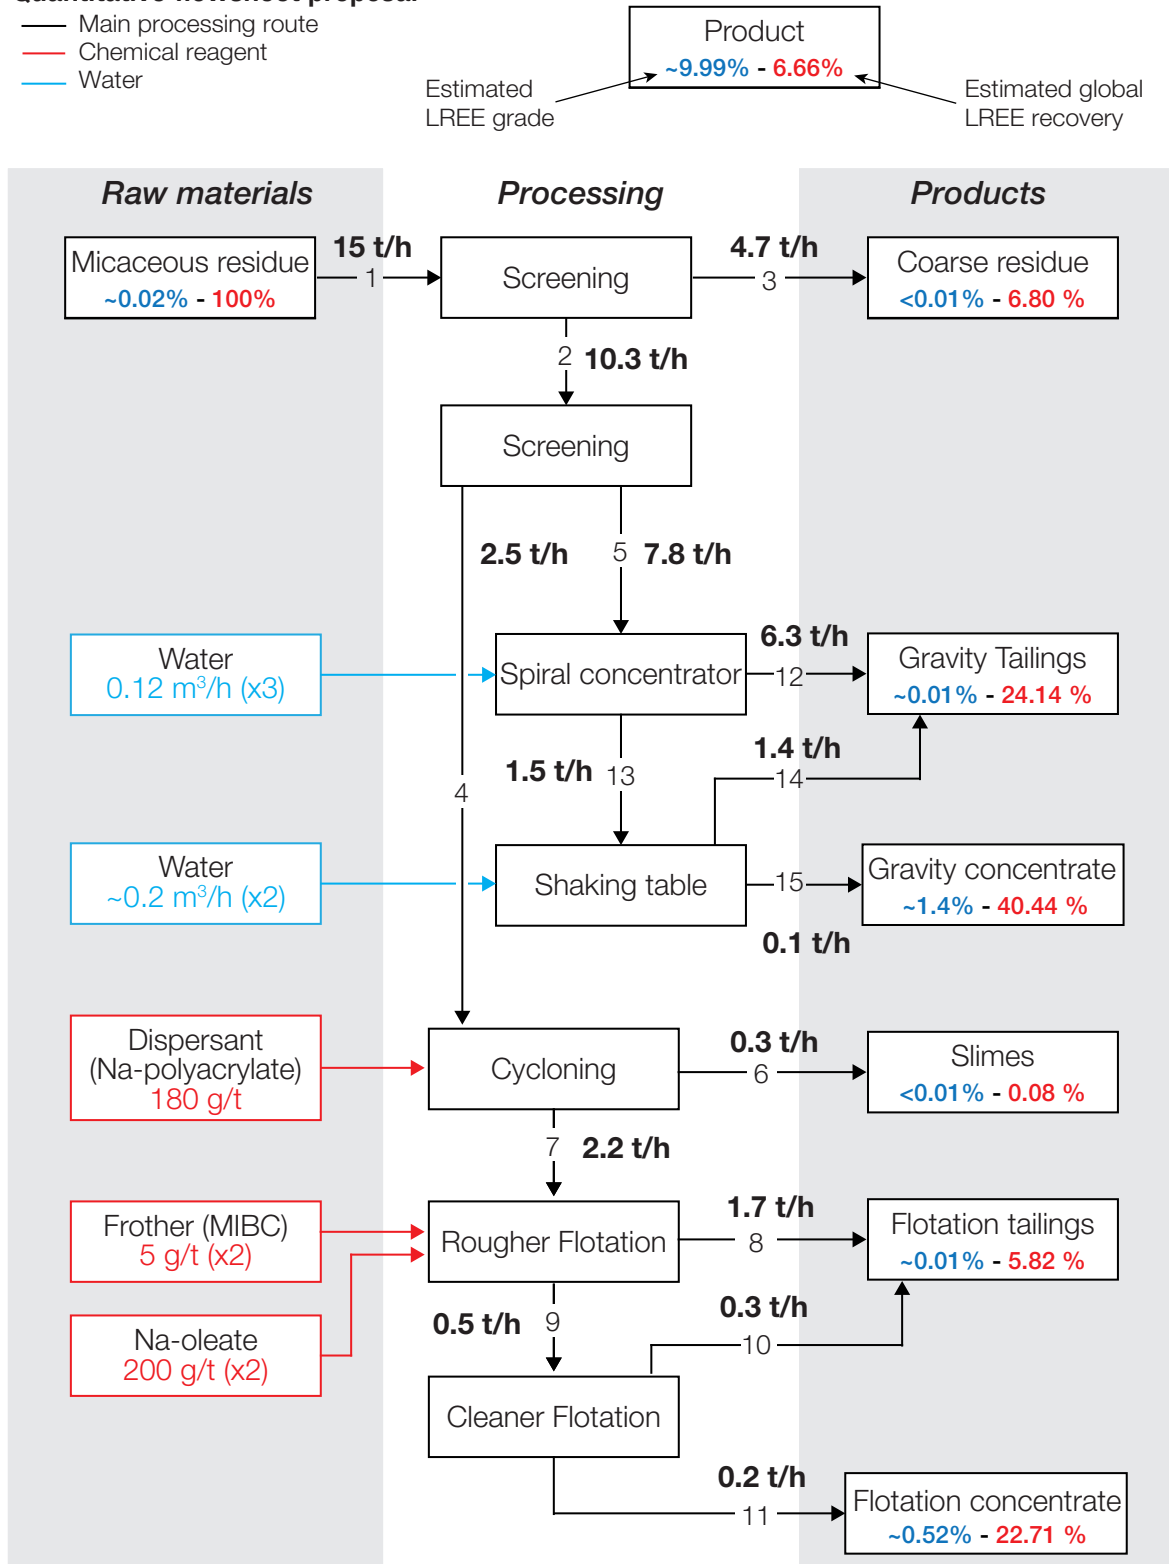 Quantitative flowsheet proposal
Main processing route
Chemical reagent
Water
Product
~9.99% - 6.66%
Estimated
LREE grade
Estimated global
LREE recovery
Raw materials
Processing
Products
Micaceous residue
~0.02% - 100%
15 t/h
1
Screening
4.7 t/h
3
Coarse residue
<0.01% - 6.80 %
2 10.3 t/h
Screening
2.5 t/h
5 7.8 t/h
Water
0.12 m³/h (x3)
Spiral concentrator
6.3 t/h
12
Gravity Tailings
~0.01% - 24.14 %
1.5 t/h 13
1.4 t/h
14
4
Water
~0.2 m³/h (x2)
Shaking table
15
0.1 t/h
Gravity concentrate
~1.4% - 40.44 %
Dispersant
(Na-polyacrylate)
180 g/t
Cycloning
0.3 t/h
6
Slimes
<0.01% - 0.08 %
7 2.2 t/h
Frother (MIBC)
5 g/t (x2)
Rougher Flotation
1.7 t/h
8
Flotation tailings
~0.01% - 5.82 %
0.5 t/h 9
0.3 t/h
10
Na-oleate
200 g/t (x2)
Cleaner Flotation
0.2 t/h
11
Flotation concentrate
~0.52% - 22.71 %